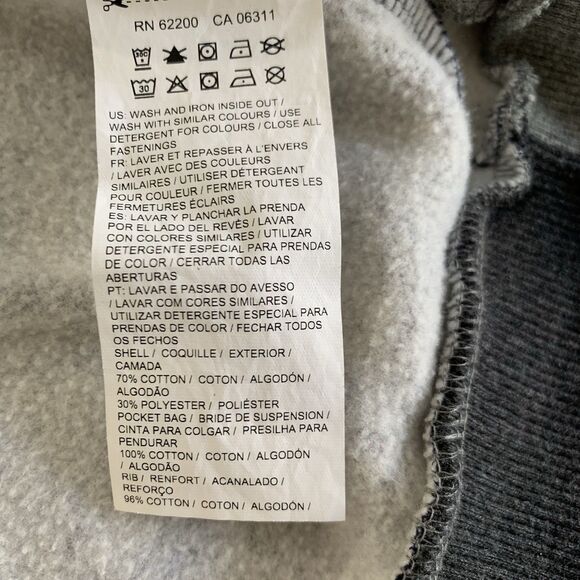 RN 62200 CA 06311
30
US: WASH AND IRON INSIDE OUT /
WASH WITH SIMILAR COLOURS / USE
DETERGENT FOR COLOURS / CLOSE ALL
FASTENINGS
FR: LAVER ET REPASSER À L'ENVERS
/ LAVER AVEC DES COULEURS
SIMILAIRES / UTILISER DÉTERGENT
POUR COULEUR / FERMER TOUTES LES
FERMETURES ÉCLAIRS
ES: LAVAR Y PLANCHAR LA PRENDA
POR EL LADO DEL REVÉS / LAVAR
CON COLORES SIMILARES / UTILIZAR
DETERGENTE ESPECIAL PARA PRENDAS
DE COLOR / CERRAR TODAS LAS
ABERTURAS
PT: LAVAR E PASSAR DO AVESSO
/ LAVAR COM CORES SIMILARES /
UTILIZAR DETERGENTE ESPECIAL PARA
PRENDAS DE COLOR / FECHAR TODOS
OS FECHOS
SHELL / COQUILLE / EXTERIOR /
CAMADA
70% COTTON / COTON / ALGODÓN /
ALGODÃO
30% POLYESTER / POLIÉSTER
POCKET BAG / BRIDE DE SUSPENSION /
CINTA PARA COLGAR / PRESILHA PARA
PENDURAR
100% COTTON / COTON / ALGODÓN
/ ALGODÃO
RIB / RENFORT / ACANALADO /
REFORÇO
96% COTTON / COTON / ALGODÓN /